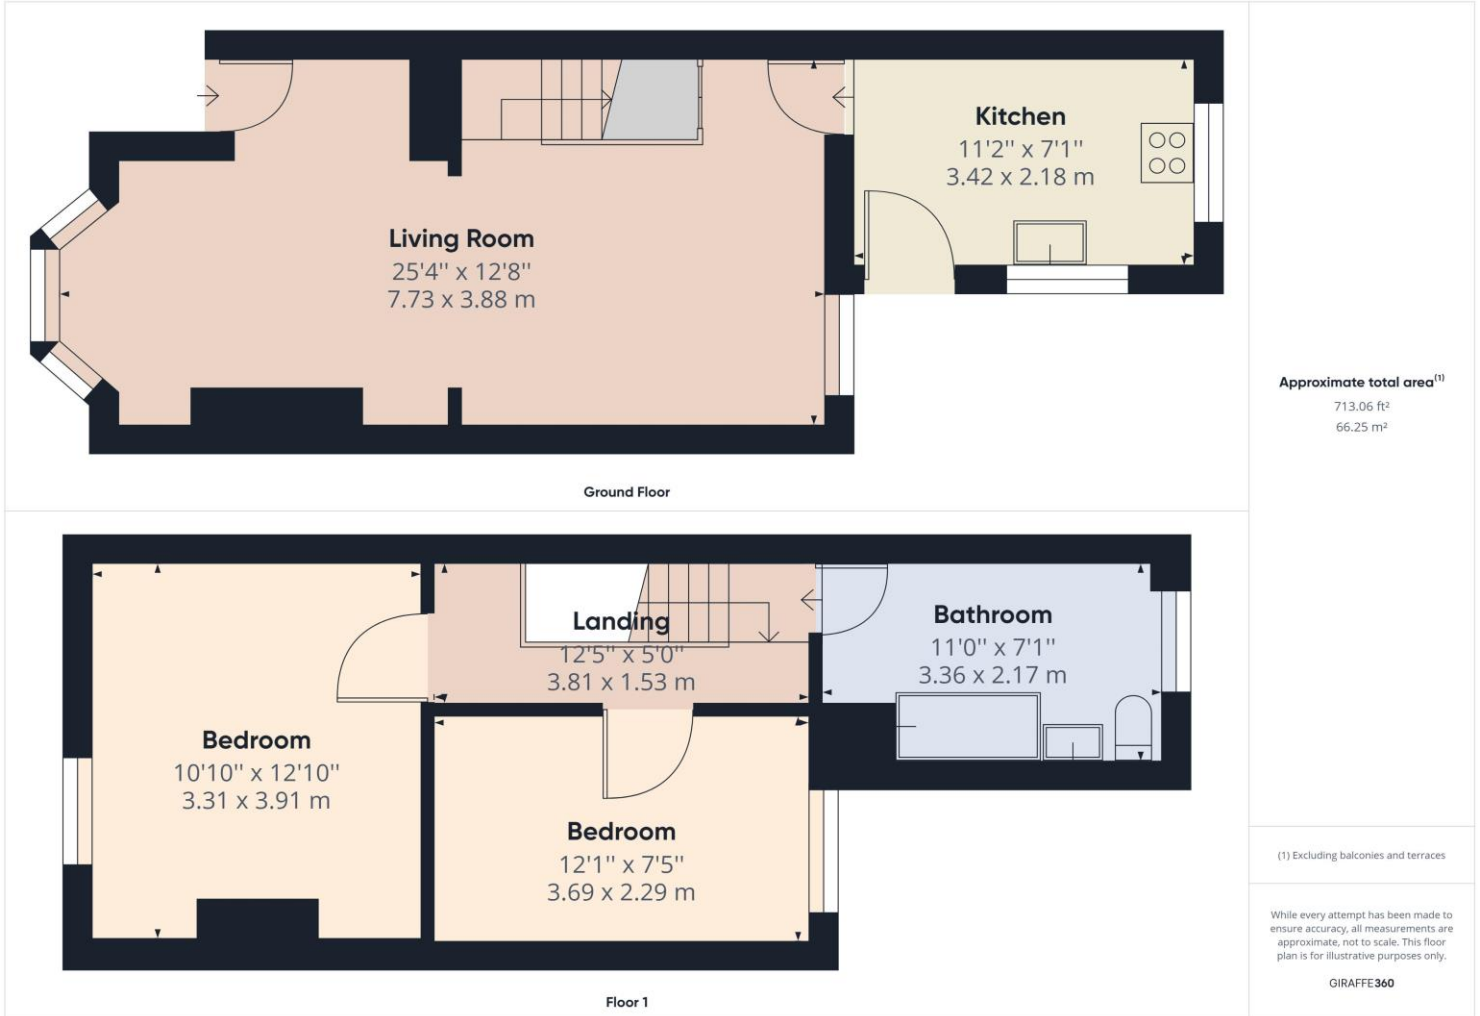 Kitchen
11'2'' x 7'1''
3.42 x 2.18 m
Living Room
25'4'' x 12'8''
7.73 x 3.88 m
Ground Floor
Landing
12'5'' x 5'0''
3.81 x 1.53 m
Bathroom
11'0'' x 7'1''
3.36 x 2.17 m
Bedroom
10'10'' x 12'10''
3.31 x 3.91 m
Bedroom
12'1'' x 7'5''
3.69 x 2.29 m
Floor 1
Approximate total area(1)
713.06 ft²
66.25 m²
(1) Excluding balconies and terraces
While every attempt has been made to
ensure accuracy, all measurements are
approximate, not to scale. This floor
plan is for illustrative purposes only.
GIRAFFE360